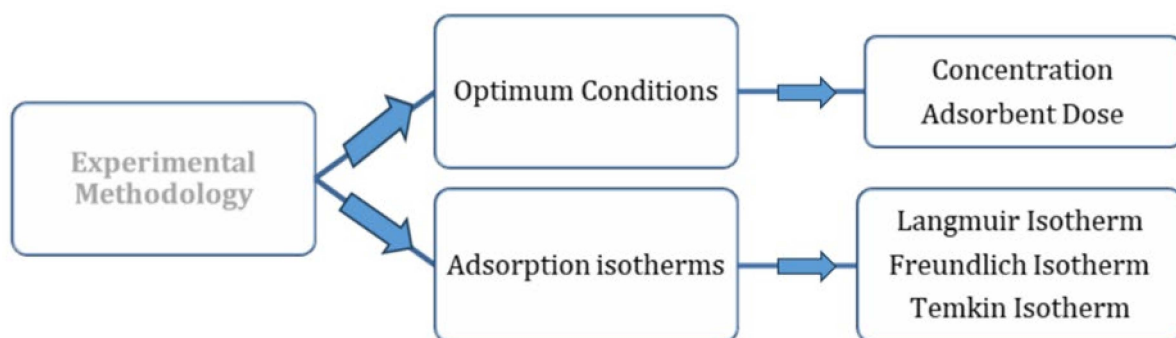 Experimental
Methodology
Optimum Conditions
Concentration
Adsorbent Dose
Adsorption isotherms
Langmuir Isotherm
Freundlich Isotherm
Temkin Isotherm